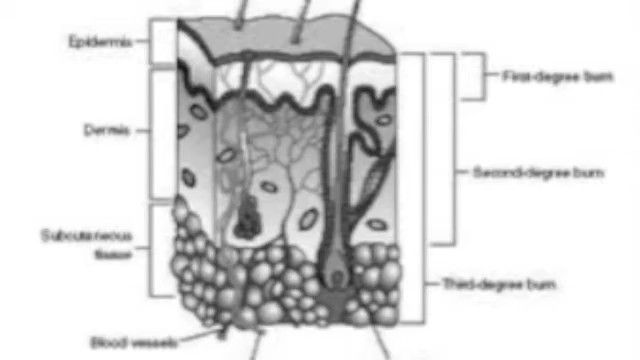 Epidermis
First-degree burn
Dermis
Second-degree burn
Subcutaneous
tissue
Third-degree burn
Blood vessels